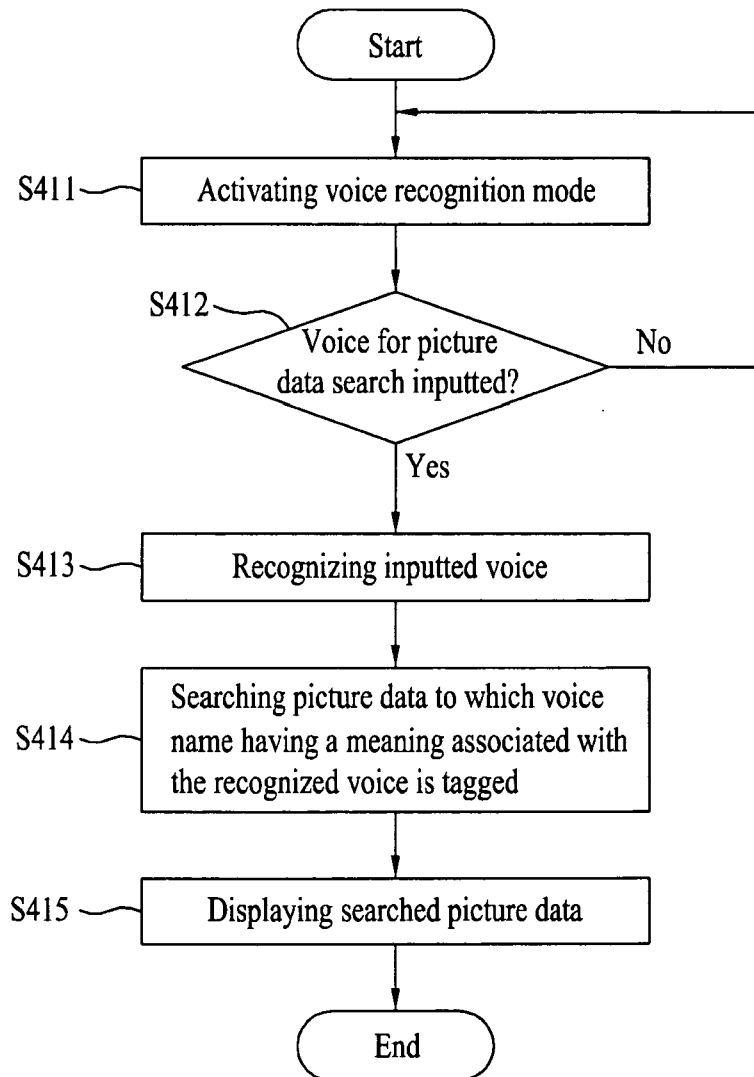 Start
S411
Activating voice recognition mode
S412
Voice for picture
data search inputted?
No
Yes
S413
Recognizing inputted voice
S414
Searching picture data to which voice
name having a meaning associated with
the recognized voice is tagged
S415
Displaying searched picture data
End